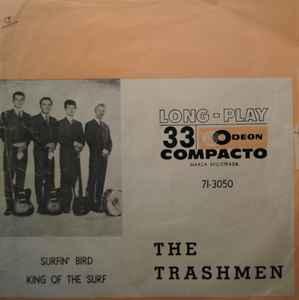 LONG-PLAY
33 ODEON
COMPACTO
MARCA REGISTRADA
71-3050
SURFIN' BIRD
KING OF THE SURF
THE
TRASHMEN